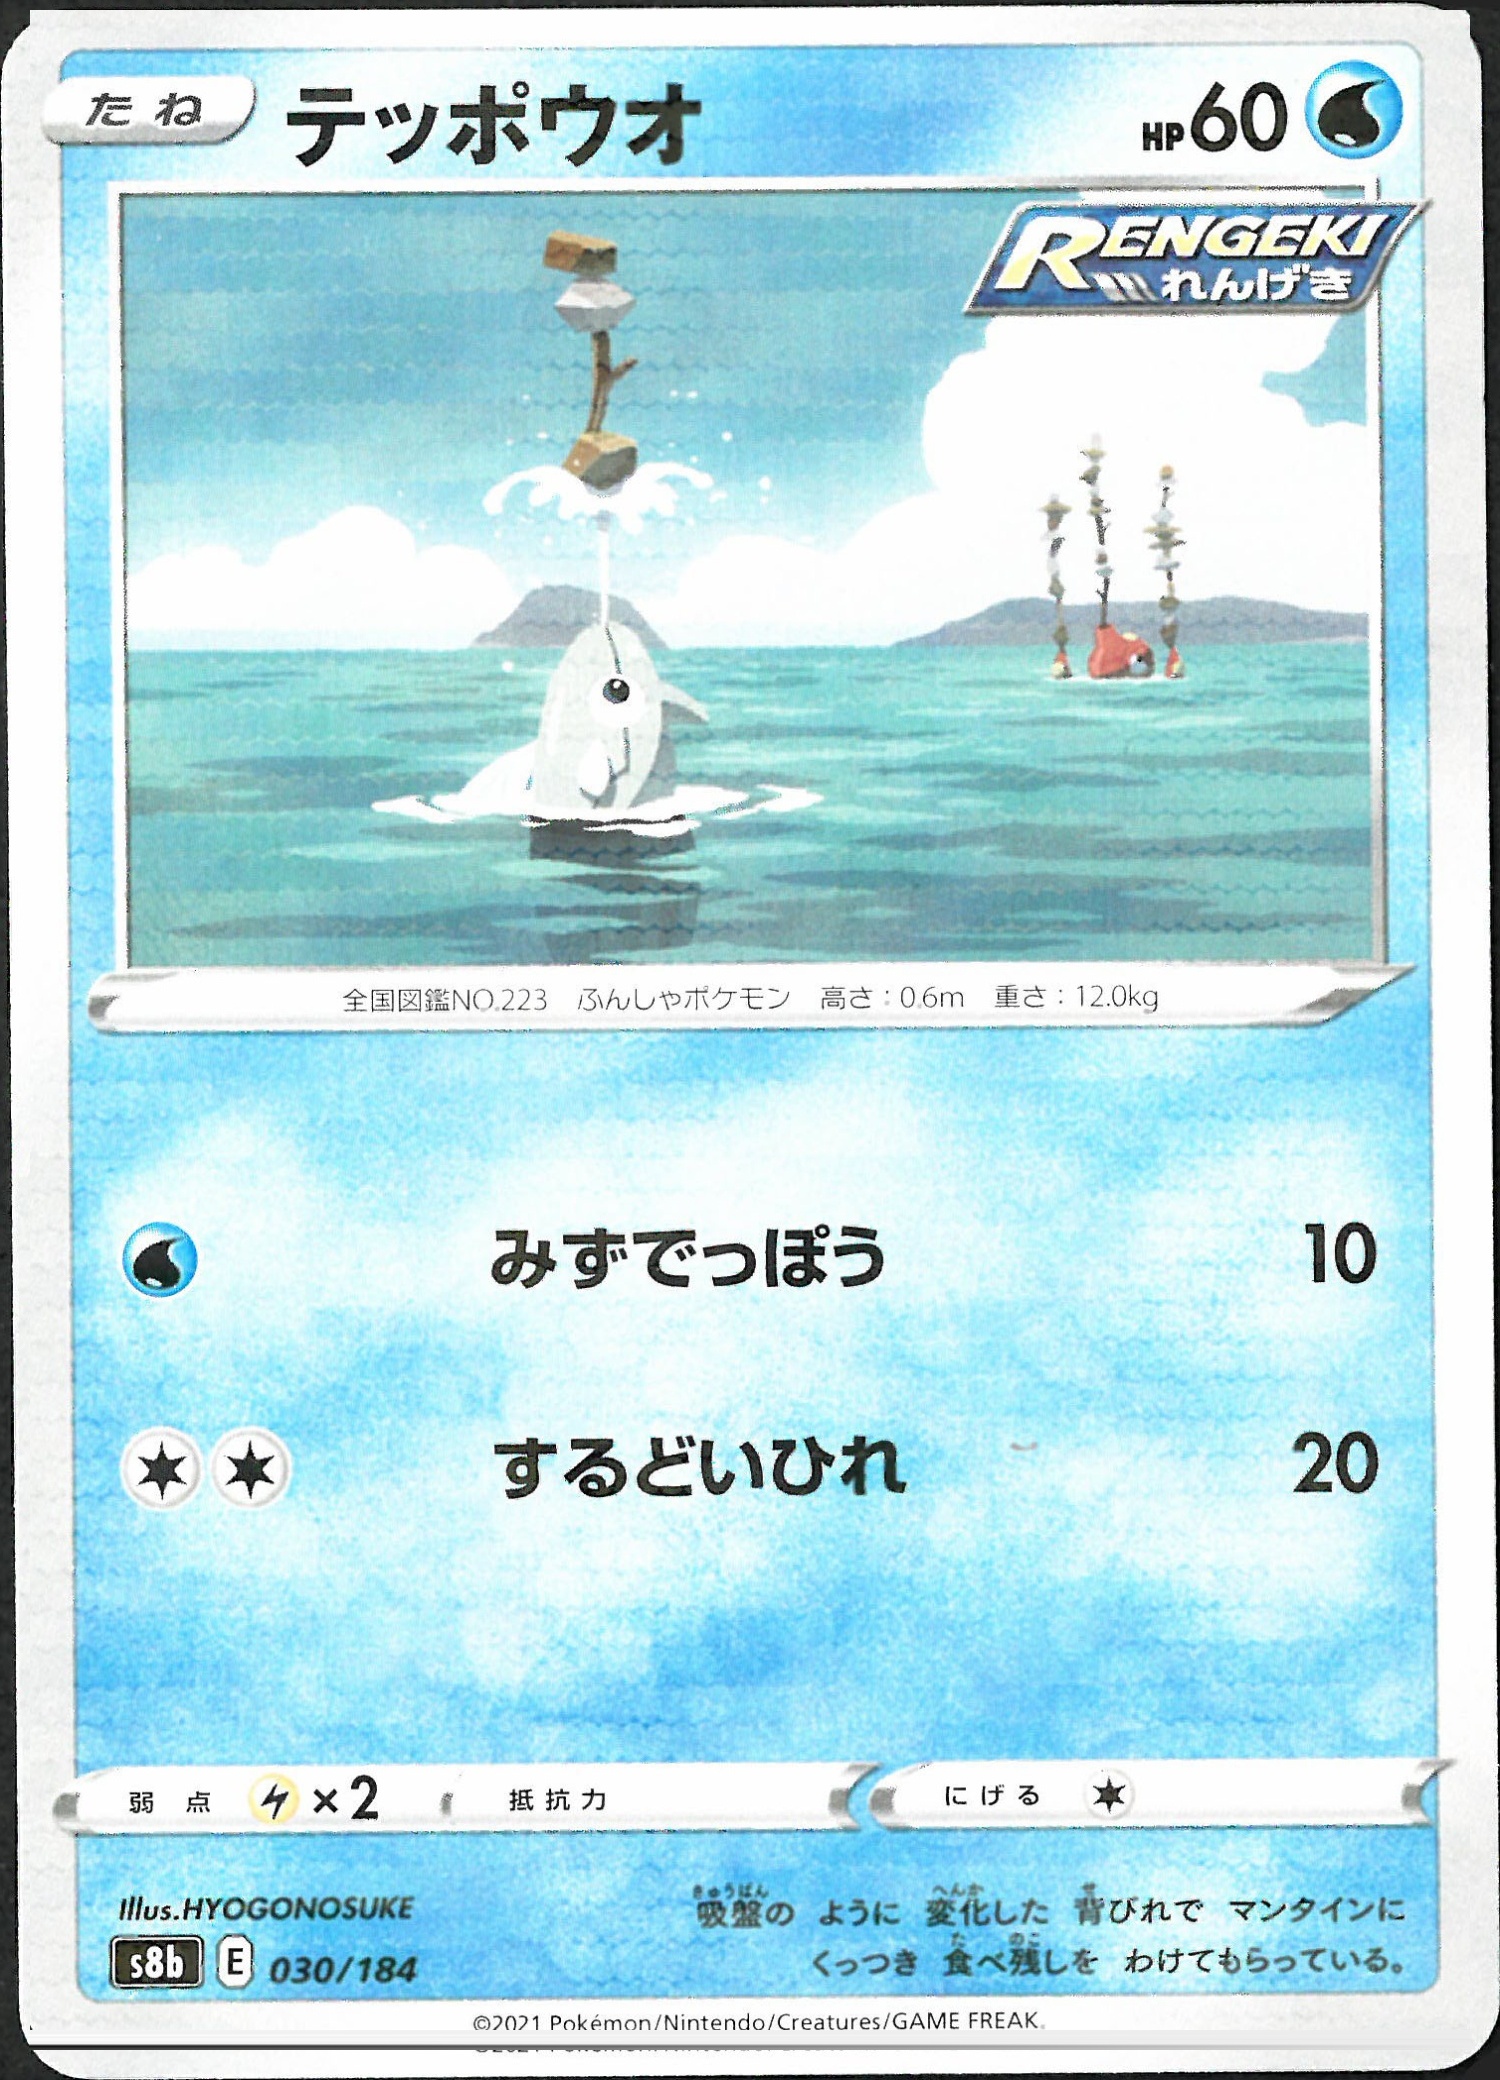 たね テッポウオ HP60
RENGEKI
れんげき
全国図鑑NO.223 ふんしゃポケモン 高さ:0.6m 重さ:12.0kg
みずでっぽう 10
するどいひれ 20
弱点 ×2 抵抗力 にげる
Illus.HYOGONOSUKE
吸盤の ように 変化した 背びれで マンタインに
くっつき 食べ残しを わけてもらっている。
s8b E 030/184
©2021 Pokémon/Nintendo/Creatures/GAME FREAK.